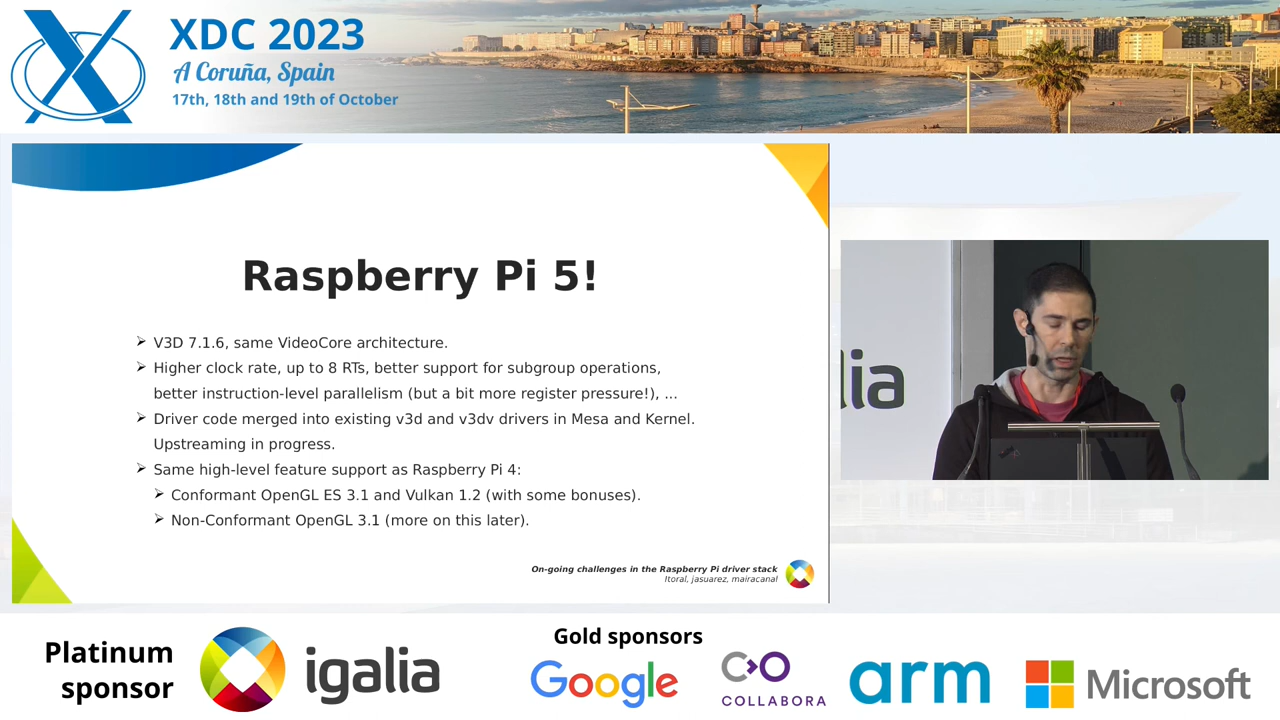 XDC 2023
A Coruña, Spain
17th, 18th and 19th of October
Raspberry Pi 5!
V3D 7.1.6, same VideoCore architecture.
Higher clock rate, up to 8 RTs, better support for subgroup operations,
better instruction-level parallelism (but a bit more register pressure!), ...
Driver code merged into existing v3d and v3dv drivers in Mesa and Kernel.
Upstreaming in progress.
Same high-level feature support as Raspberry Pi 4:
Conformant OpenGL ES 3.1 and Vulkan 1.2 (with some bonuses).
Non-Conformant OpenGL 3.1 (more on this later).
On-going challenges in the Raspberry Pi driver stack
Itoral, jasuarez, mairacanal
lia
Platinum
sponsor
igalia
Gold sponsors
Google
COLLABORA
arm
Microsoft